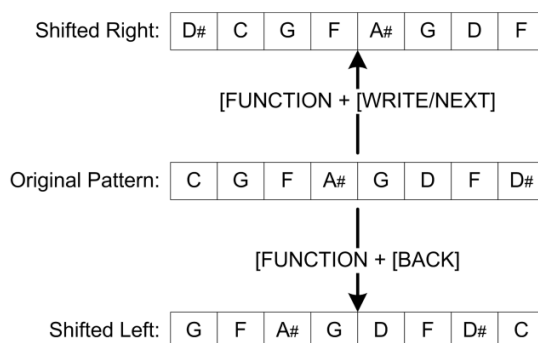 Shifted Right: D# C G F A# G D F
[FUNCTION + [WRITE/NEXT]
Original Pattern: C G F A# G D F D#
[FUNCTION + [BACK]
Shifted Left: G F A# G D F D# C